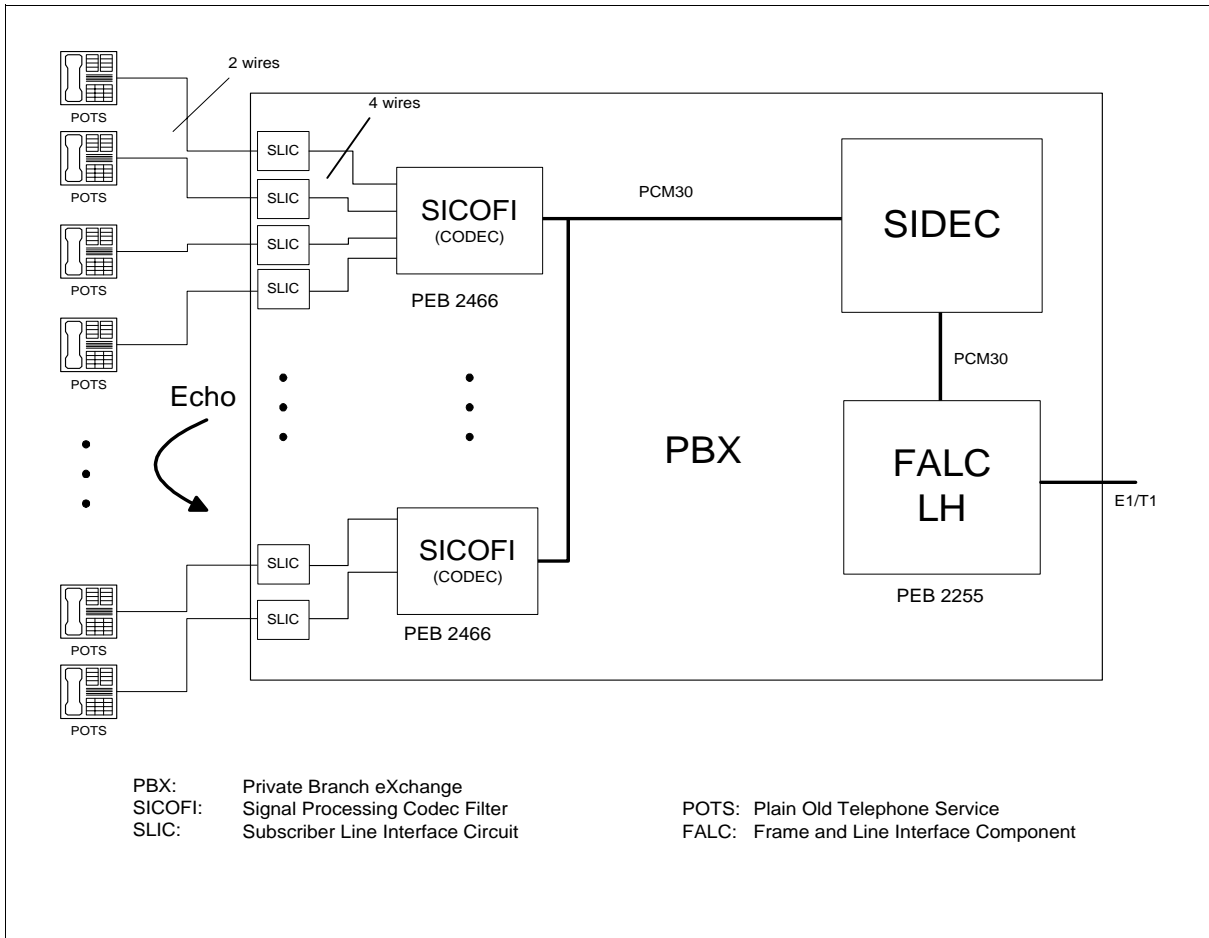 2 wires
4 wires
POTS
POTS
POTS
POTS
SLIC
SLIC
SLIC
SLIC
SICOFI
(CODEC)
PEB 2466
PCM30
SIDEC
PCM30
Echo
PBX
FALC
LH
E1/T1
PEB 2255
SLIC
SLIC
SICOFI
(CODEC)
PEB 2466
POTS
POTS
PBX: Private Branch eXchange
SICOFI: Signal Processing Codec Filter
SLIC: Subscriber Line Interface Circuit
POTS: Plain Old Telephone Service
FALC: Frame and Line Interface Component